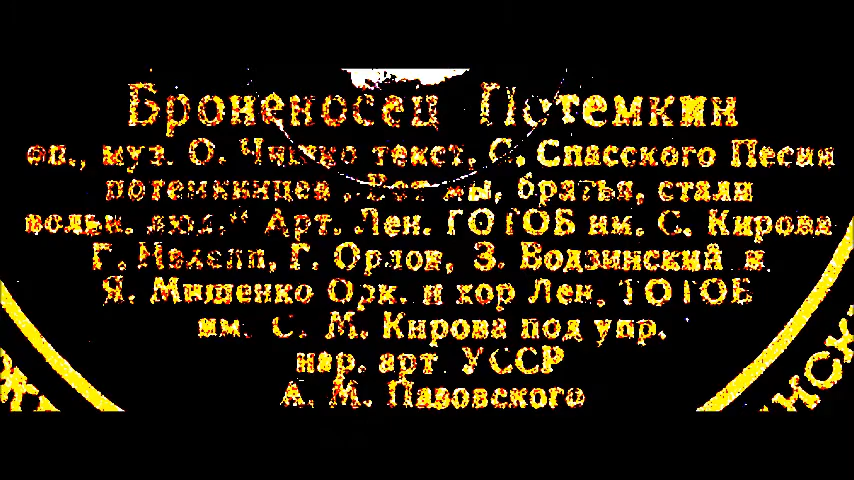 Броненосец Потемкин
оп., муз. О. Чишко текст. С. Спасского Песня
потемкинцев „Вот мы, братья, стали
вольн. люд.“ Арт. Лен. ГОТОБ им. С. Кирова
Г. Нэлепп, Г. Орлов, З. Водзинский и
Я. Мищенко Орк. и хор Лен. ГОТОБ
им. С. М. Кирова под упр.
нар. арт. УССР
А. М. Пазовского